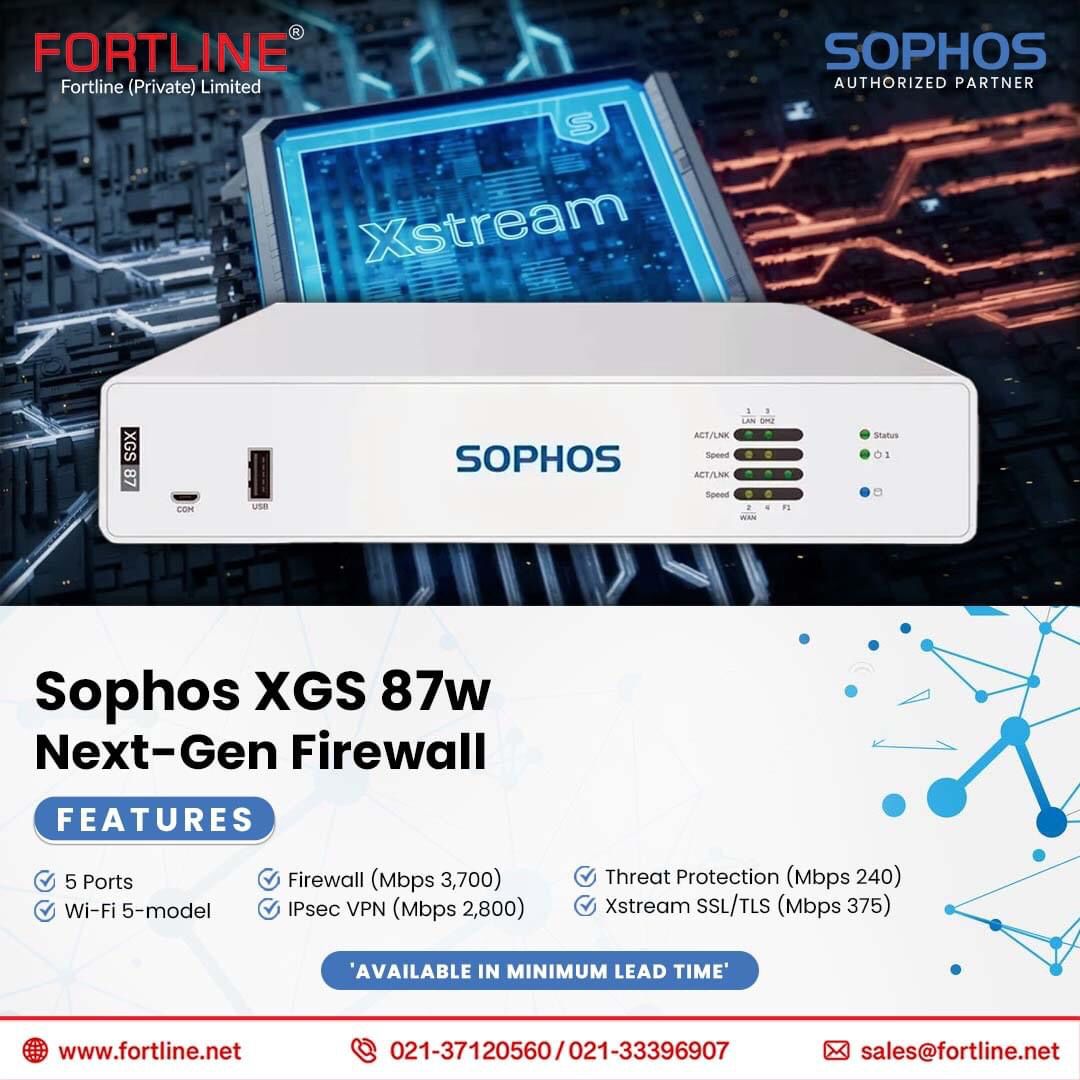 FORTLINE®
Fortline (Private) Limited
SOPHOS
AUTHORIZED PARTNER
S
Xstream
XGS 87
COM
USB
SOPHOS
1 3
LAN DMZ
ACT/LNK
Speed
ACT/LNK
Speed
2 4 F1
WAN
Status
1
Sophos XGS 87w
Next-Gen Firewall
FEATURES
5 Ports
Wi-Fi 5-model
Firewall (Mbps 3,700)
IPsec VPN (Mbps 2,800)
Threat Protection (Mbps 240)
Xstream SSL/TLS (Mbps 375)
'AVAILABLE IN MINIMUM LEAD TIME'
www.fortline.net
021-37120560 / 021-33396907
sales@fortline.net